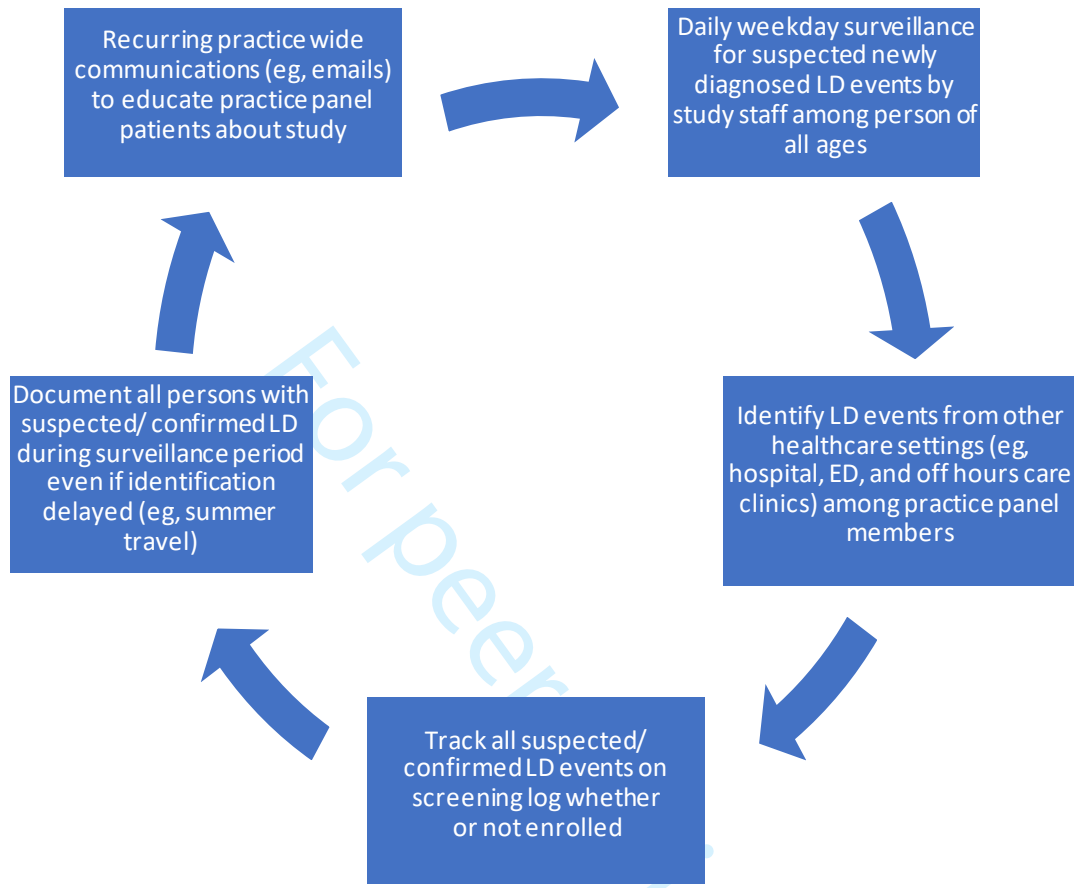 Recurring practice wide
communications (eg, emails)
to educate practice panel
patients about study
Daily weekday surveillance
for suspected newly
diagnosed LD events by
study staff among person of
all ages
Identify LD events from other
healthcare settings (eg,
hospital, ED, and off hours care
clinics) among practice panel
members
Track all suspected/
confirmed LD events on
screening log whether
or not enrolled
Document all persons with
suspected/ confirmed LD
during surveillance period
even if identification
delayed (eg, summer
travel)
For peer